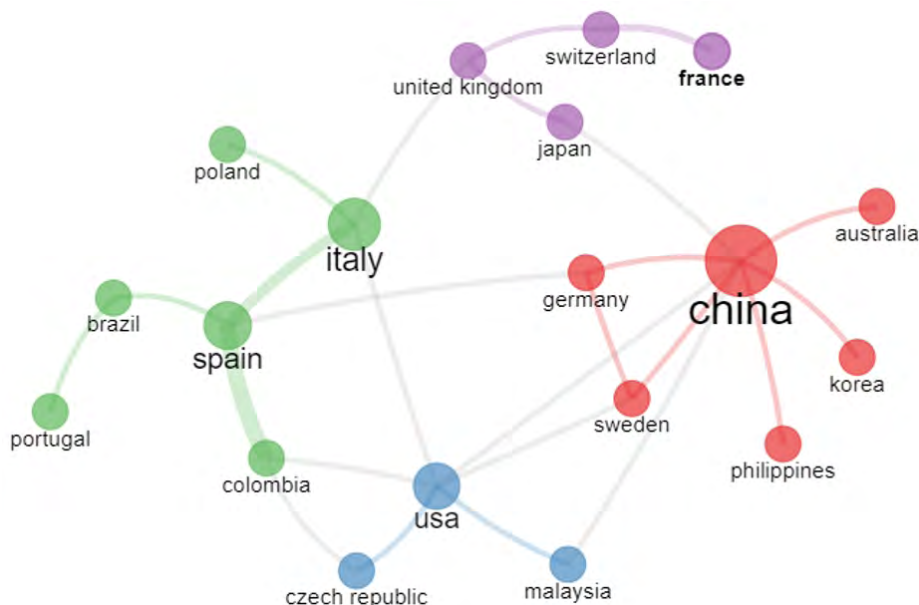 switzerland
france
united kingdom
japan
poland
australia
italy
germany
china
brazil
spain
korea
sweden
portugal
philippines
colombia
usa
czech republic
malaysia